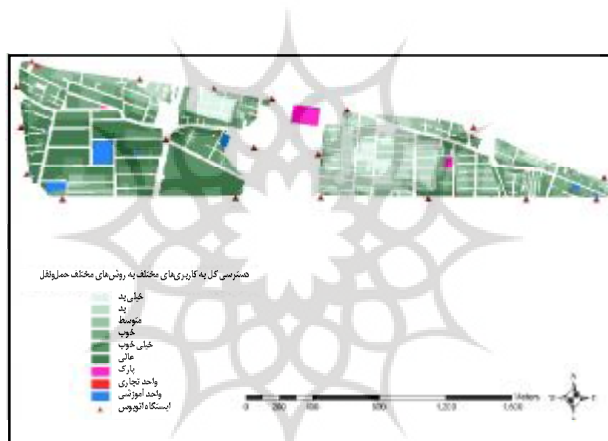 دسترسی کل به کاربری‌های مختلف به روش‌های مختلف حمل‌ونقل
خیلی بد
بد
متوسط
خوب
خیلی خوب
عالی
پارک
واحد تجاری
واحد آموزشی
ایستگاه اتوبوس
Meters
0 200 400 800 1,200 1,600